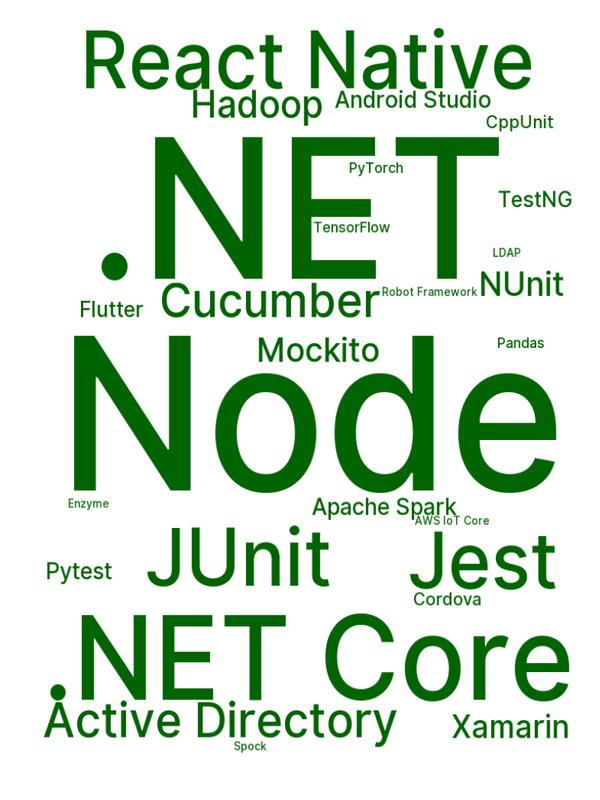 React Native
Hadoop
Android Studio
CppUnit
.NET
PyTorch
TestNG
TensorFlow
LDAP
Cucumber
Robot Framework
NUnit
Flutter
Mockito
Pandas
Node
Enzyme
Apache Spark
AWS IoT Core
JUnit
Jest
Pytest
Cordova
.NET Core
Active Directory
Xamarin
Spock